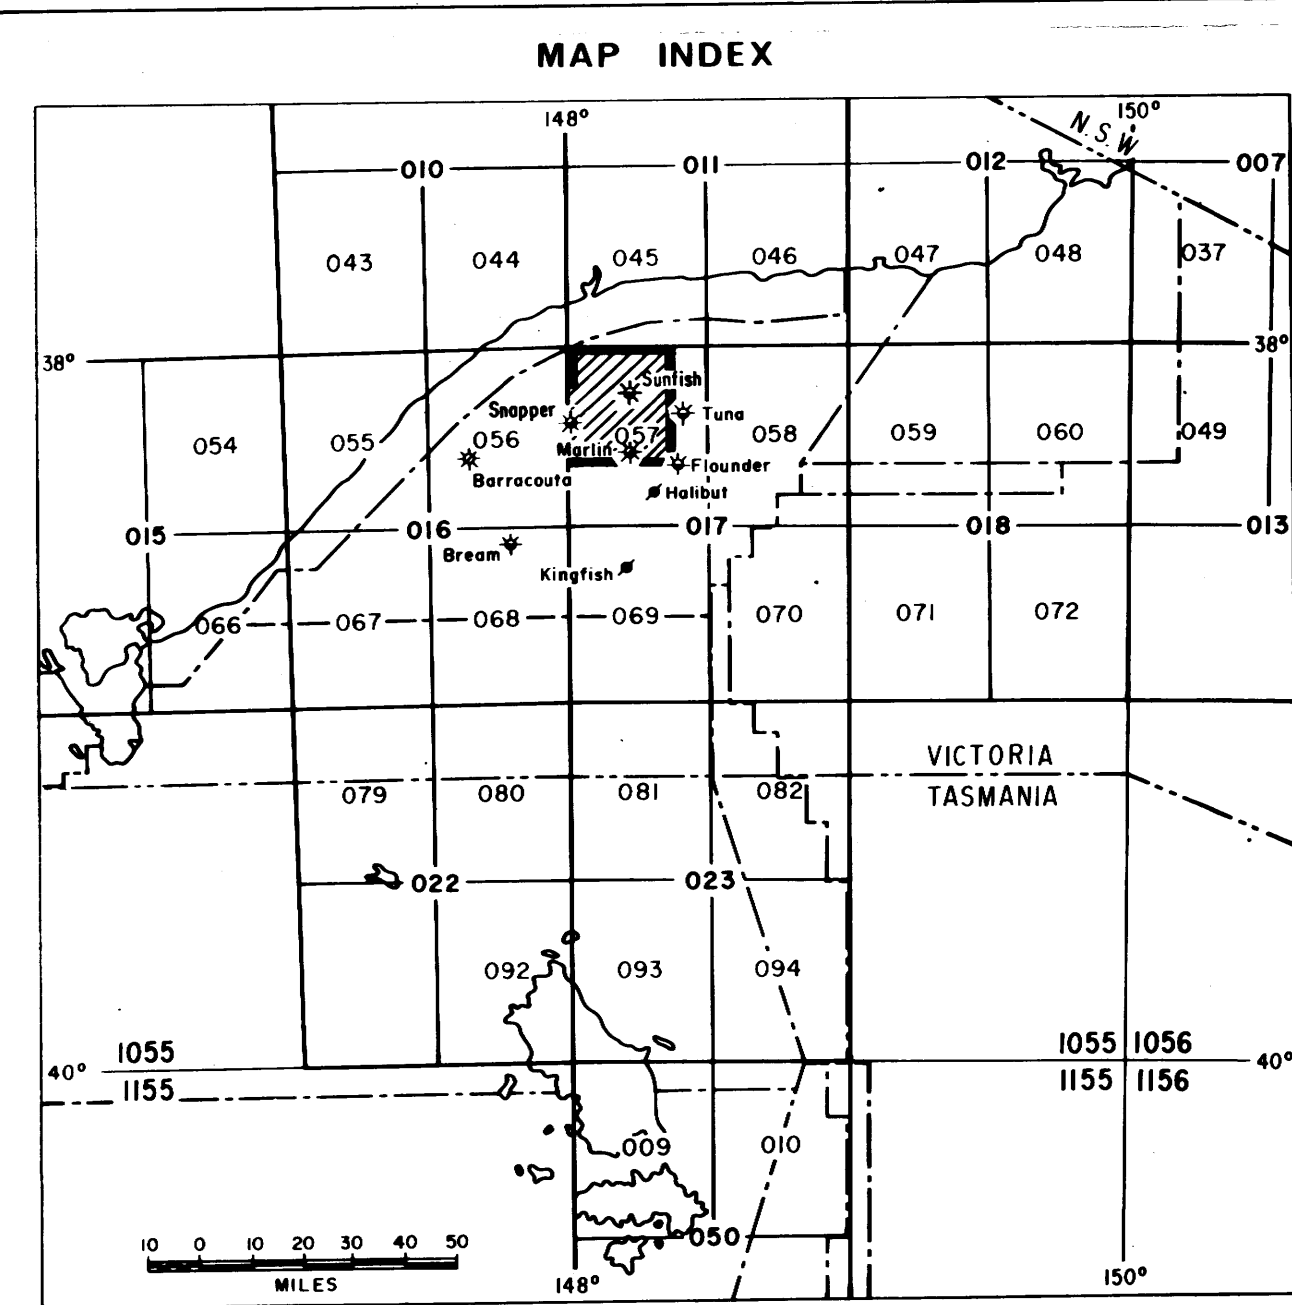 MAP INDEX
148° 150°
N.S.W
010 011 012 007
043 044 045 046 047 048 037
38° 38°
Sunfish
Snapper Tuna
054 055 056 057 058 059 060 049
Marlin Flounder
Barracouta Halibut
015 016 017 018 013
Bream
Kingfish
066 067 068 069 070 071 072
VICTORIA
079 080 081 082 TASMANIA
022 023
092 093 094
1055 1055 1056
40° 40°
1155 1155 1156
009 010
050
10 0 10 20 30 40 50
MILES
148° 150°